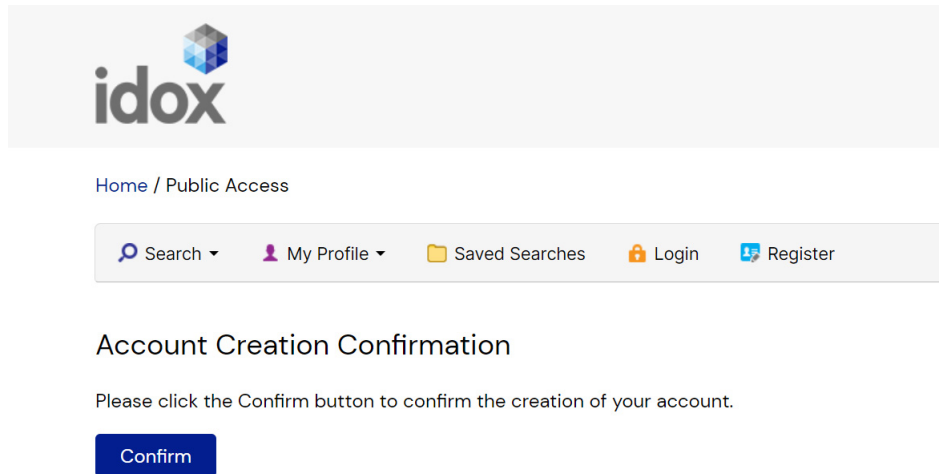 idox
Home / Public Access
Search My Profile Saved Searches Login Register
Account Creation Confirmation
Please click the Confirm button to confirm the creation of your account.
Confirm